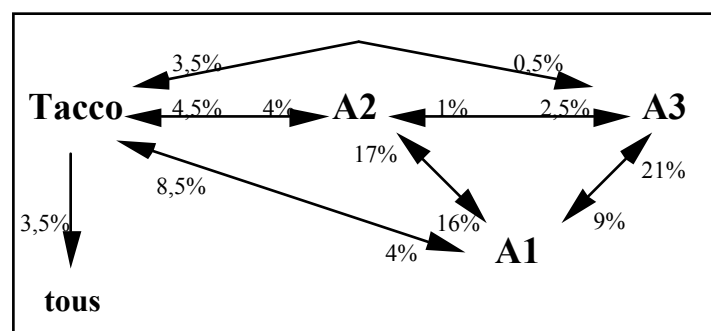 3,5% 0,5%
Tacco 4,5% 4% A2 1% 2,5% A3
17% 21%
8,5%
3,5% 16% 9%
4% A1
tous